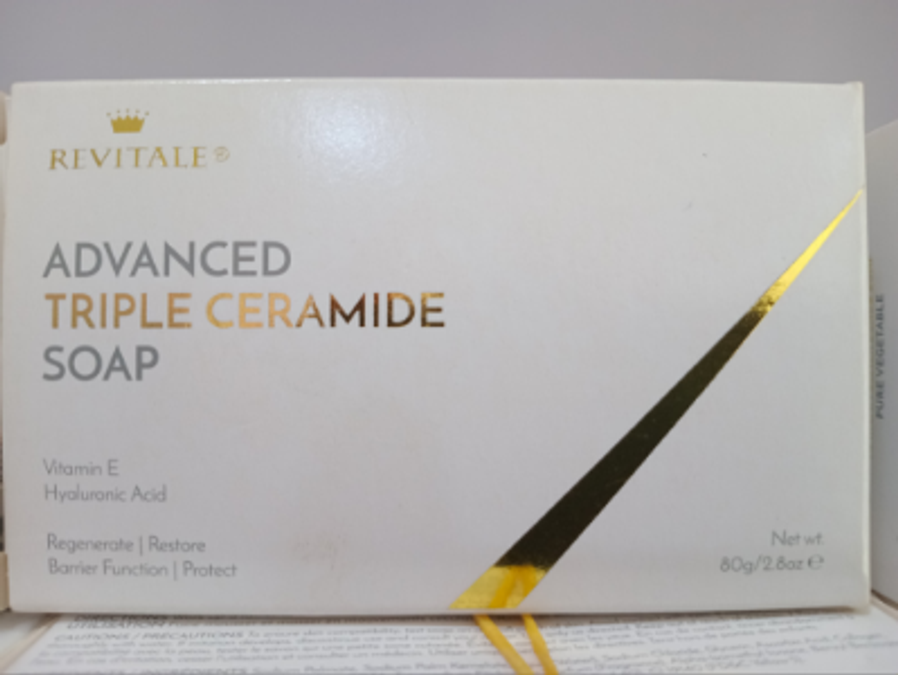 REVITALE®
ADVANCED
TRIPLE CERAMIDE
SOAP
Vitamin E
Hyaluronic Acid
Regenerate | Restore
Barrier Function | Protect
Net wt.
80g/2.8oz ℮
PURE VEGETABLE
CAUTIONS / PRECAUTIONS